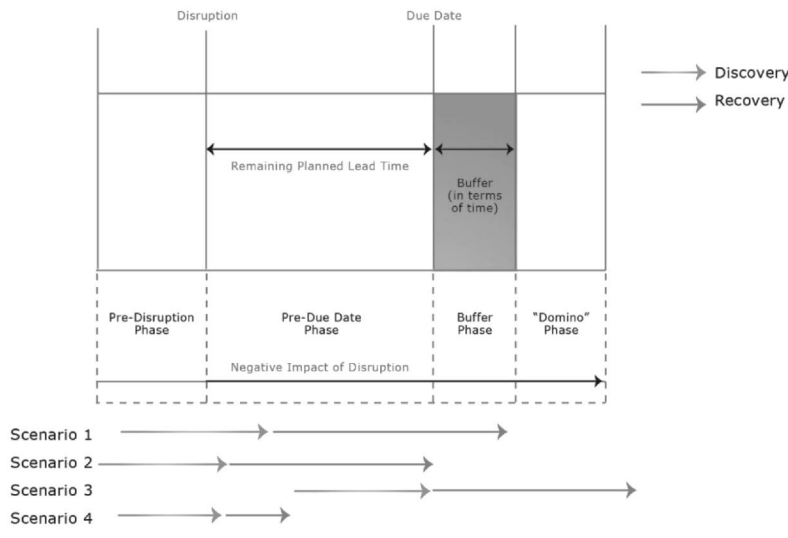 Disruption
Due Date
Discovery
Recovery
Remaining Planned Lead Time
Buffer
(in terms
of time)
Pre-Disruption
Phase
Pre-Due Date
Phase
Buffer
Phase
“Domino”
Phase
Negative Impact of Disruption
Scenario 1
Scenario 2
Scenario 3
Scenario 4